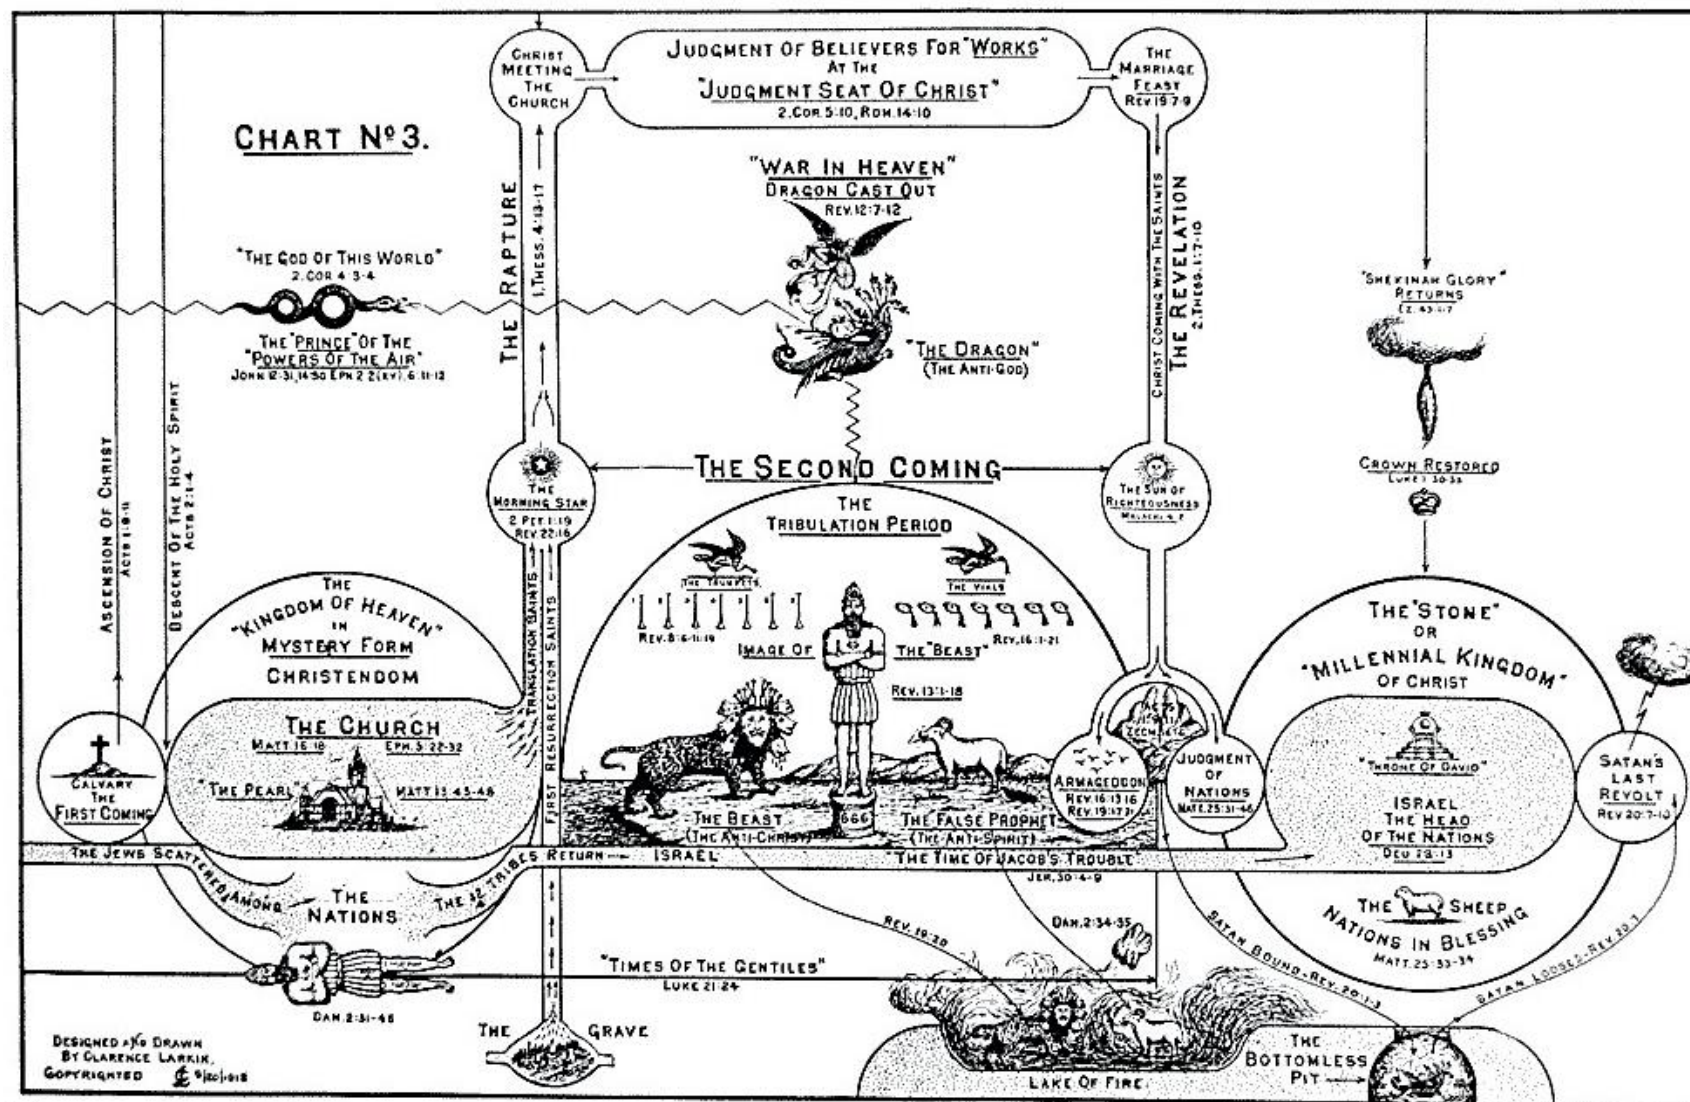 CHART Nº 3.
CHRIST
MEETING
THE
CHURCH
JUDGMENT OF BELIEVERS FOR "WORKS"
AT THE
"JUDGMENT SEAT OF CHRIST"
2. COR. 5:10, ROM. 14:10
THE
MARRIAGE
FEAST
REV. 19:7-9
"WAR IN HEAVEN"
DRAGON CAST OUT
REV. 12:7-12
"THE GOD OF THIS WORLD"
2. COR. 4:3-4
THE "PRINCE" OF THE
"POWERS OF THE AIR"
THE RAPTURE
1. THESS. 4:13-17
"THE DRAGON"
(THE ANTI-GOD)
CHRIST COMING WITH THE SAINTS
THE REVELATION
2. THESS. 1:7-10
"SHEKINAH GLORY"
RETURNS
CROWN RESTORED
ASCENSION OF CHRIST
ACTS 1:9-11
DESCENT OF THE HOLY SPIRIT
ACTS 2:1-4
THE
MORNING STAR
2 PET. 1:19
REV. 22:16
THE SECOND COMING
THE SUN OF
RIGHTEOUSNESS
MALACHI 4:2
THE
TRIBULATION PERIOD
THE TRUMPETS
THE VIALS
REV. 16:1-21
IMAGE OF THE "BEAST"
REV. 13:1-18
THE
"KINGDOM OF HEAVEN"
IN
MYSTERY FORM
CHRISTENDOM
THE CHURCH
MATT. 16:18
EPH. 5:22-32
"THE PEARL"
MATT. 13:45-46
CALVARY
THE
FIRST COMING
TRANSLATION SAINTS
FIRST RESURRECTION SAINTS
THE BEAST
(THE ANTI-CHRIST)
666
THE FALSE PROPHET
(THE ANTI-SPIRIT)
ARMAGEDDON
REV. 16:13-16
JUDGMENT
OF
NATIONS
MATT. 25:31-46
THE "STONE"
OR
"MILLENNIAL KINGDOM"
OF CHRIST
"THRONE OF DAVID"
ISRAEL
THE HEAD
OF THE NATIONS
DEU. 28:13
SATAN'S
LAST
REVOLT
REV. 20:7-10
THE JEWS SCATTERED AMONG
THE
NATIONS
THE 12 TRIBES RETURN
ISRAEL
"THE TIME OF JACOB'S TROUBLE"
JER. 30:4-9
THE SHEEP
NATIONS IN BLESSING
MATT. 25:33-34
DAN. 2:31-45
"TIMES OF THE GENTILES"
LUKE 21:24
REV. 19:20
DAN. 2:34-35
SATAN BOUND-REV. 20:1-3
SATAN LOOSED-REV. 20:7
THE GRAVE
LAKE OF FIRE.
THE
BOTTOMLESS
PIT
DESIGNED AND DRAWN
BY CLARENCE LARKIN,
COPYRIGHTED